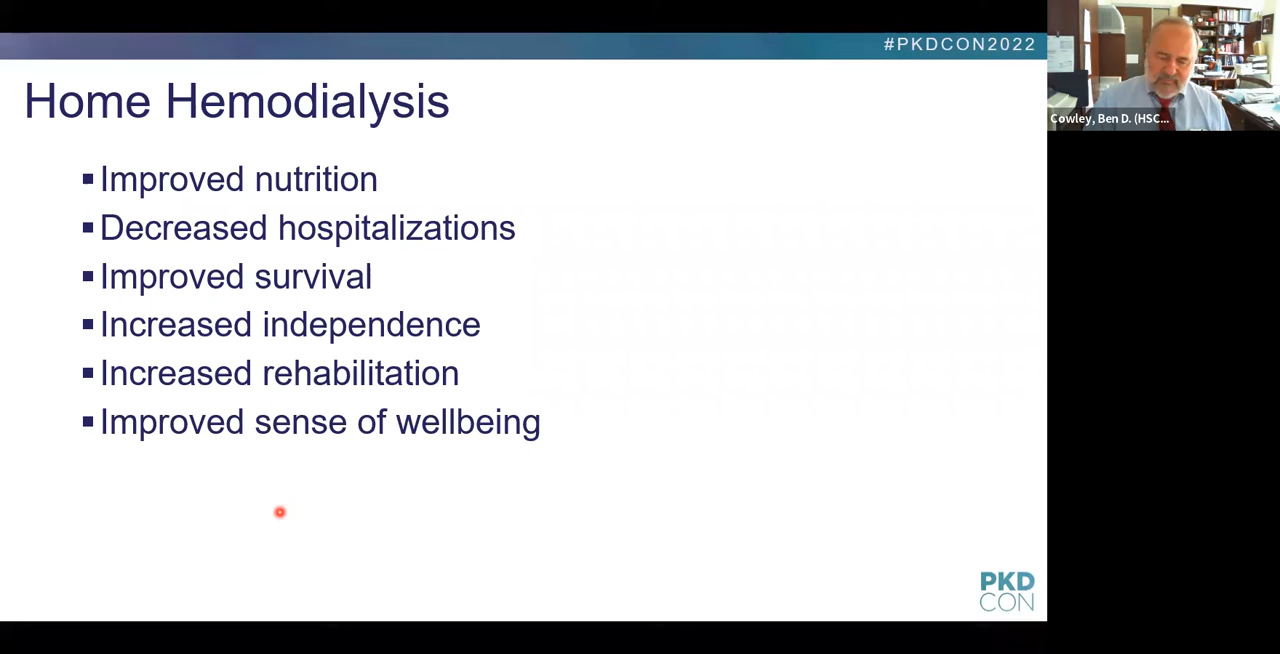 #PKDCON2022
Home Hemodialysis
Improved nutrition
Decreased hospitalizations
Improved survival
Increased independence
Increased rehabilitation
Improved sense of wellbeing
PKD
CON
Cowley, Ben D. (HSC...